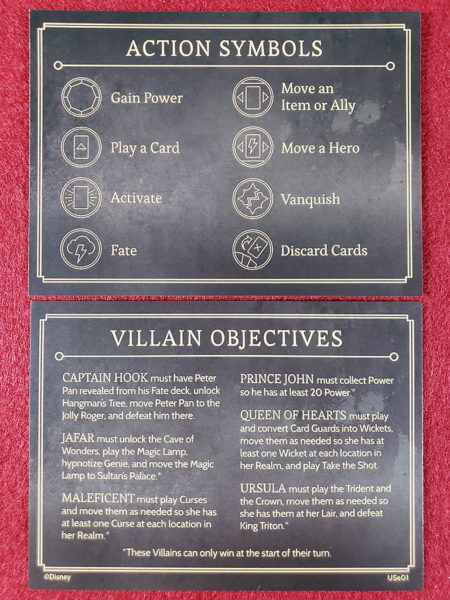 ACTION SYMBOLS
Gain Power
Move an
Item or Ally
Play a Card
Move a Hero
Activate
Vanquish
Fate
Discard Cards
VILLAIN OBJECTIVES
CAPTAIN HOOK must have Peter
Pan revealed from his Fate deck, unlock
Hangman's Tree, move Peter Pan to the
Jolly Roger, and defeat him there.
JAFAR must unlock the Cave of
Wonders, play the Magic Lamp,
hypnotize Genie, and move the Magic
Lamp to Sultan's Palace.*
MALEFICENT must play Curses
and move them as needed so she has
at least one Curse at each location in
her Realm.*
PRINCE JOHN must collect Power
so he has at least 20 Power.*
QUEEN OF HEARTS must play
and convert Card Guards into Wickets,
move them as needed so she has at
least one Wicket at each location in
her Realm, and play Take the Shot.
URSULA must play the Trident and
the Crown, move them as needed so
she has them at her Lair, and defeat
King Triton.*
*These Villains can only win at the start of their turn.
©Disney
USe01